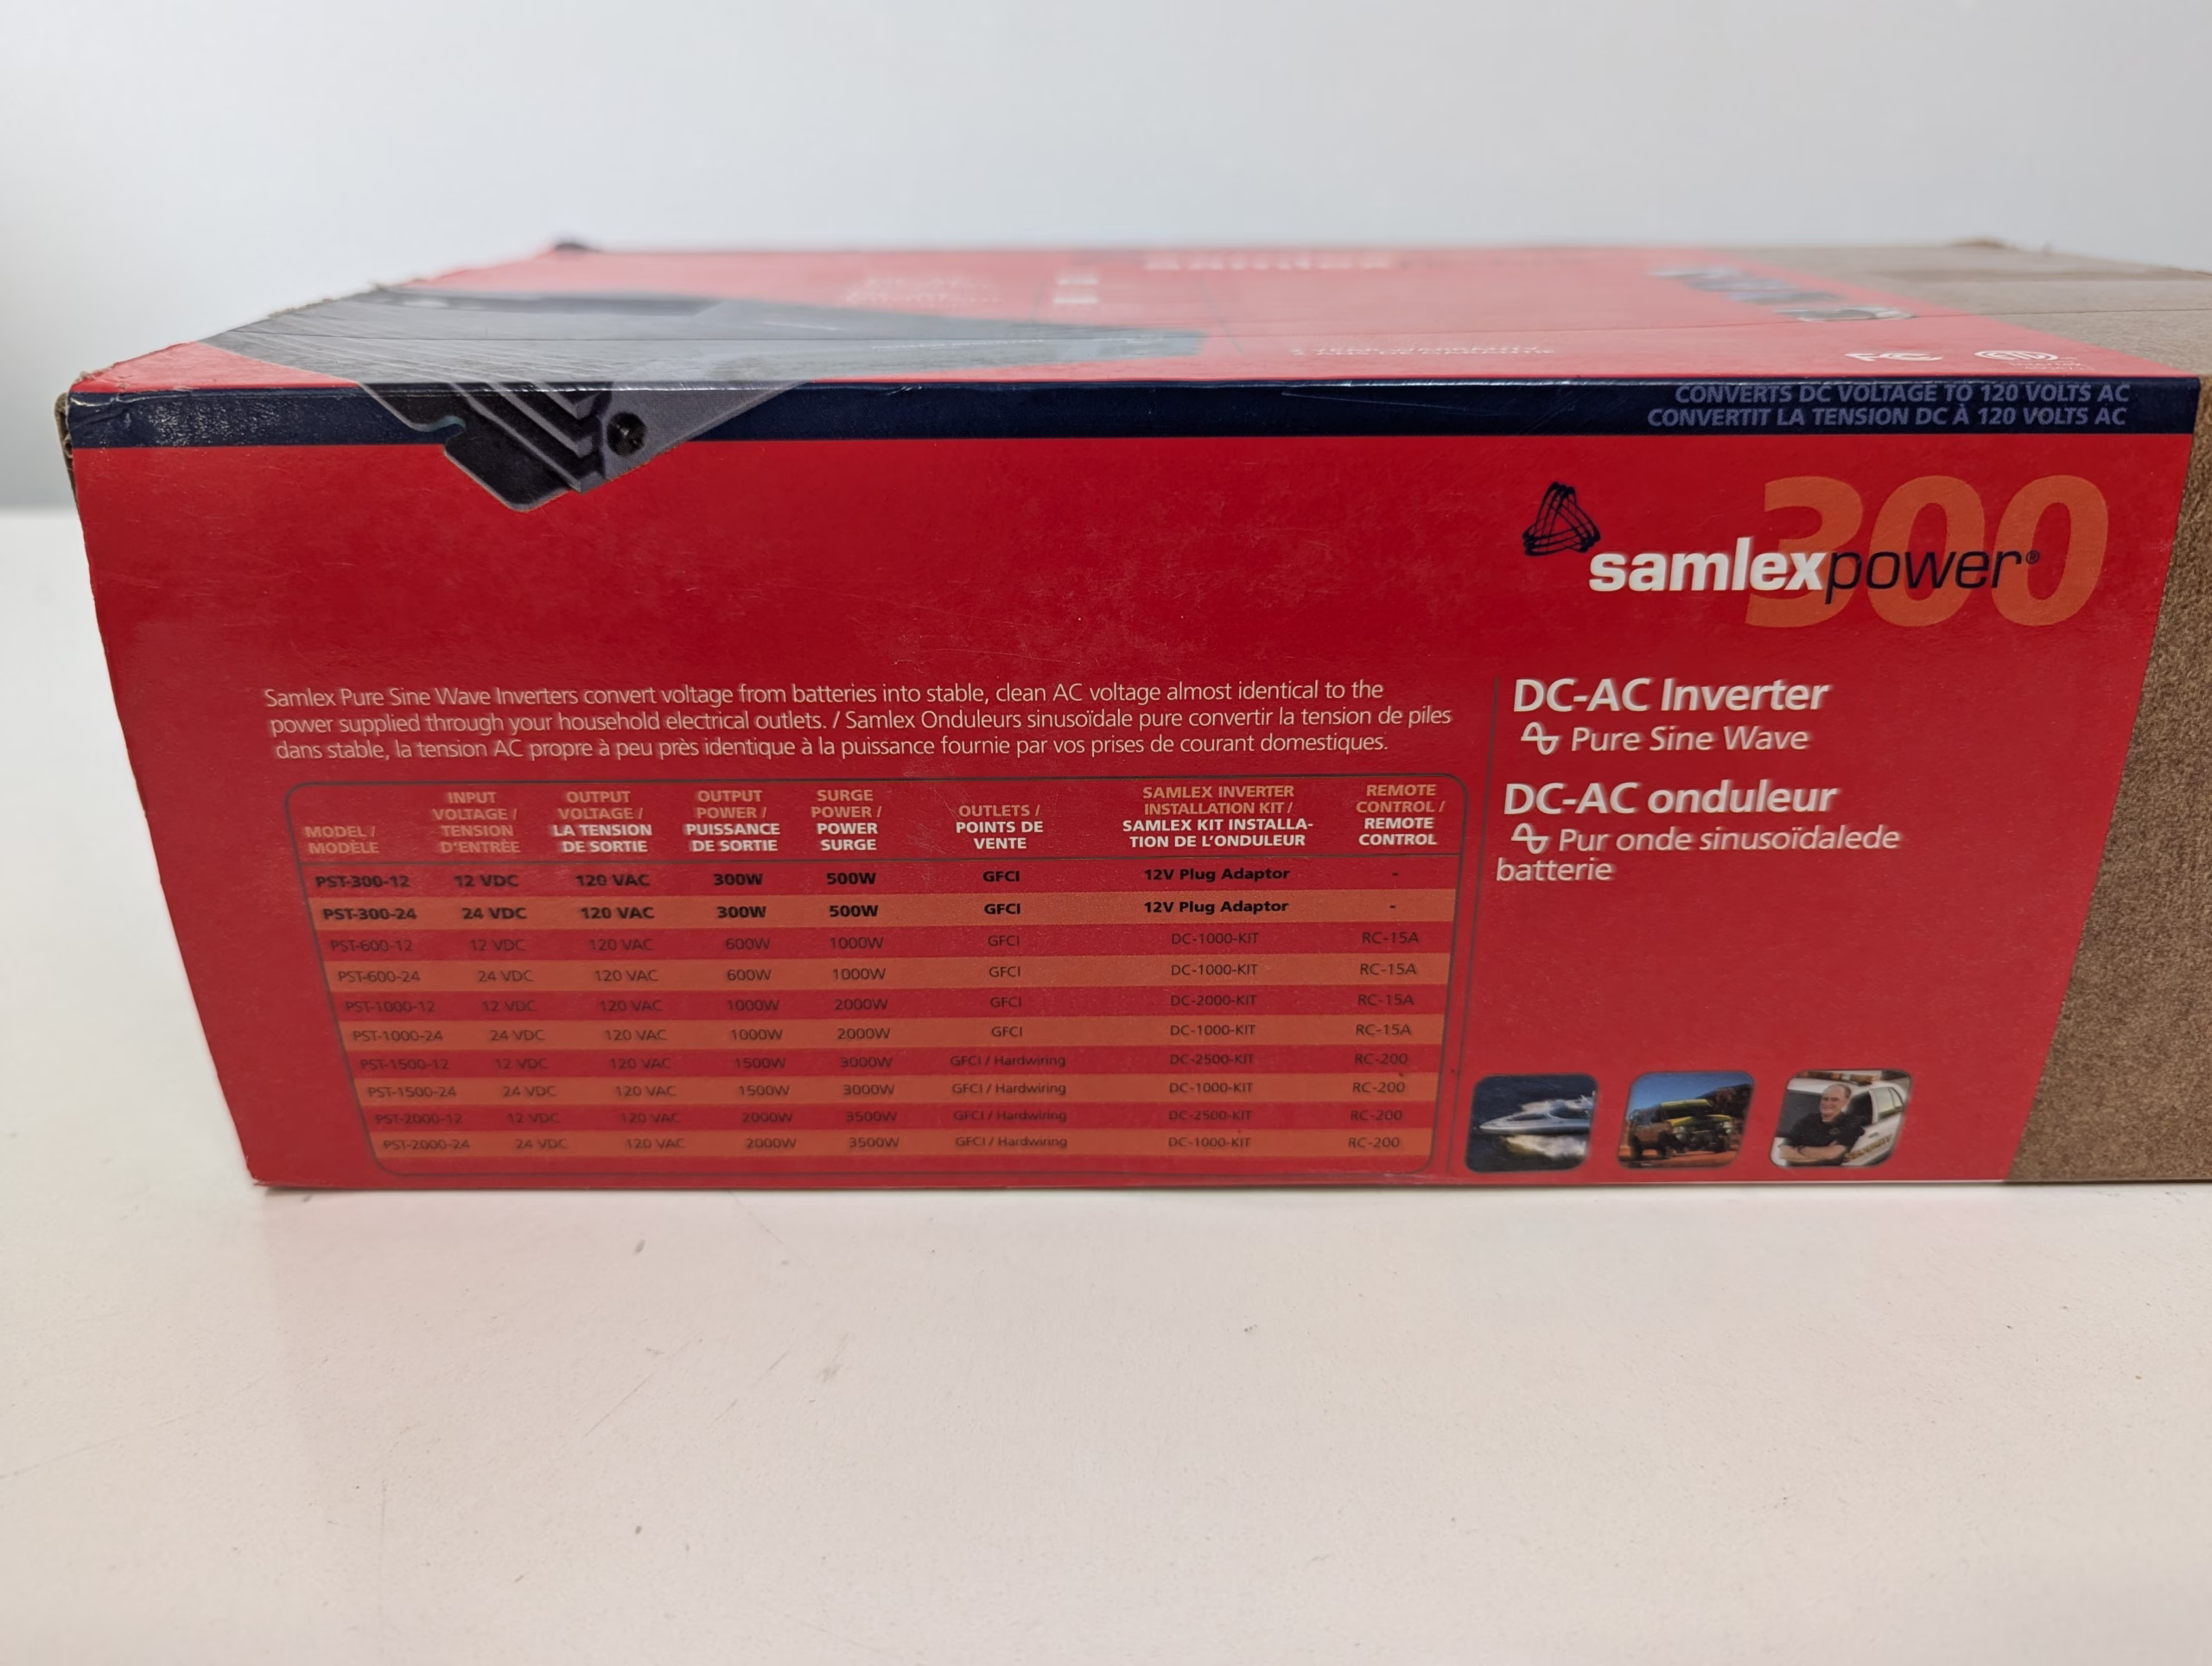 CONVERTS DC VOLTAGE TO 120 VOLTS AC
CONVERTIT LA TENSION DC À 120 VOLTS AC
300
samlexpower®
Samlex Pure Sine Wave Inverters convert voltage from batteries into stable, clean AC voltage almost identical to the
power supplied through your household electrical outlets. / Samlex Onduleurs sinusoïdale pure convertir la tension de piles
dans stable, la tension AC propre à peu près identique à la puissance fournie par vos prises de courant domestiques.
DC-AC Inverter
Pure Sine Wave
DC-AC onduleur
Pur onde sinusoïdalede
batterie
MODEL / MODÈLE INPUT VOLTAGE / TENSION D'ENTRÉE OUTPUT VOLTAGE / LA TENSION DE SORTIE OUTPUT POWER / PUISSANCE DE SORTIE SURGE POWER / POWER SURGE OUTLETS / POINTS DE VENTE SAMLEX INVERTER INSTALLATION KIT / SAMLEX KIT INSTALLA-TION DE L'ONDULEUR REMOTE CONTROL / REMOTE CONTROL
PST-300-12 12 VDC 120 VAC 300W 500W GFCI 12V Plug Adaptor -
PST-300-24 24 VDC 120 VAC 300W 500W GFCI 12V Plug Adaptor -
PST-600-12 12 VDC 120 VAC 600W 1000W GFCI DC-1000-KIT RC-15A
PST-600-24 24 VDC 120 VAC 600W 1000W GFCI DC-1000-KIT RC-15A
PST-1000-12 12 VDC 120 VAC 1000W 2000W GFCI DC-2000-KIT RC-15A
PST-1000-24 24 VDC 120 VAC 1000W 2000W GFCI DC-1000-KIT RC-15A
PST-1500-12 12 VDC 120 VAC 1500W 3000W GFCI / Hardwiring DC-2500-KIT RC-200
PST-1500-24 24 VDC 120 VAC 1500W 3000W GFCI / Hardwiring DC-1000-KIT RC-200
PST-2000-12 12 VDC 120 VAC 2000W 3500W GFCI / Hardwiring DC-2500-KIT RC-200
PST-2000-24 24 VDC 120 VAC 2000W 3500W GFCI / Hardwiring DC-1000-KIT RC-200